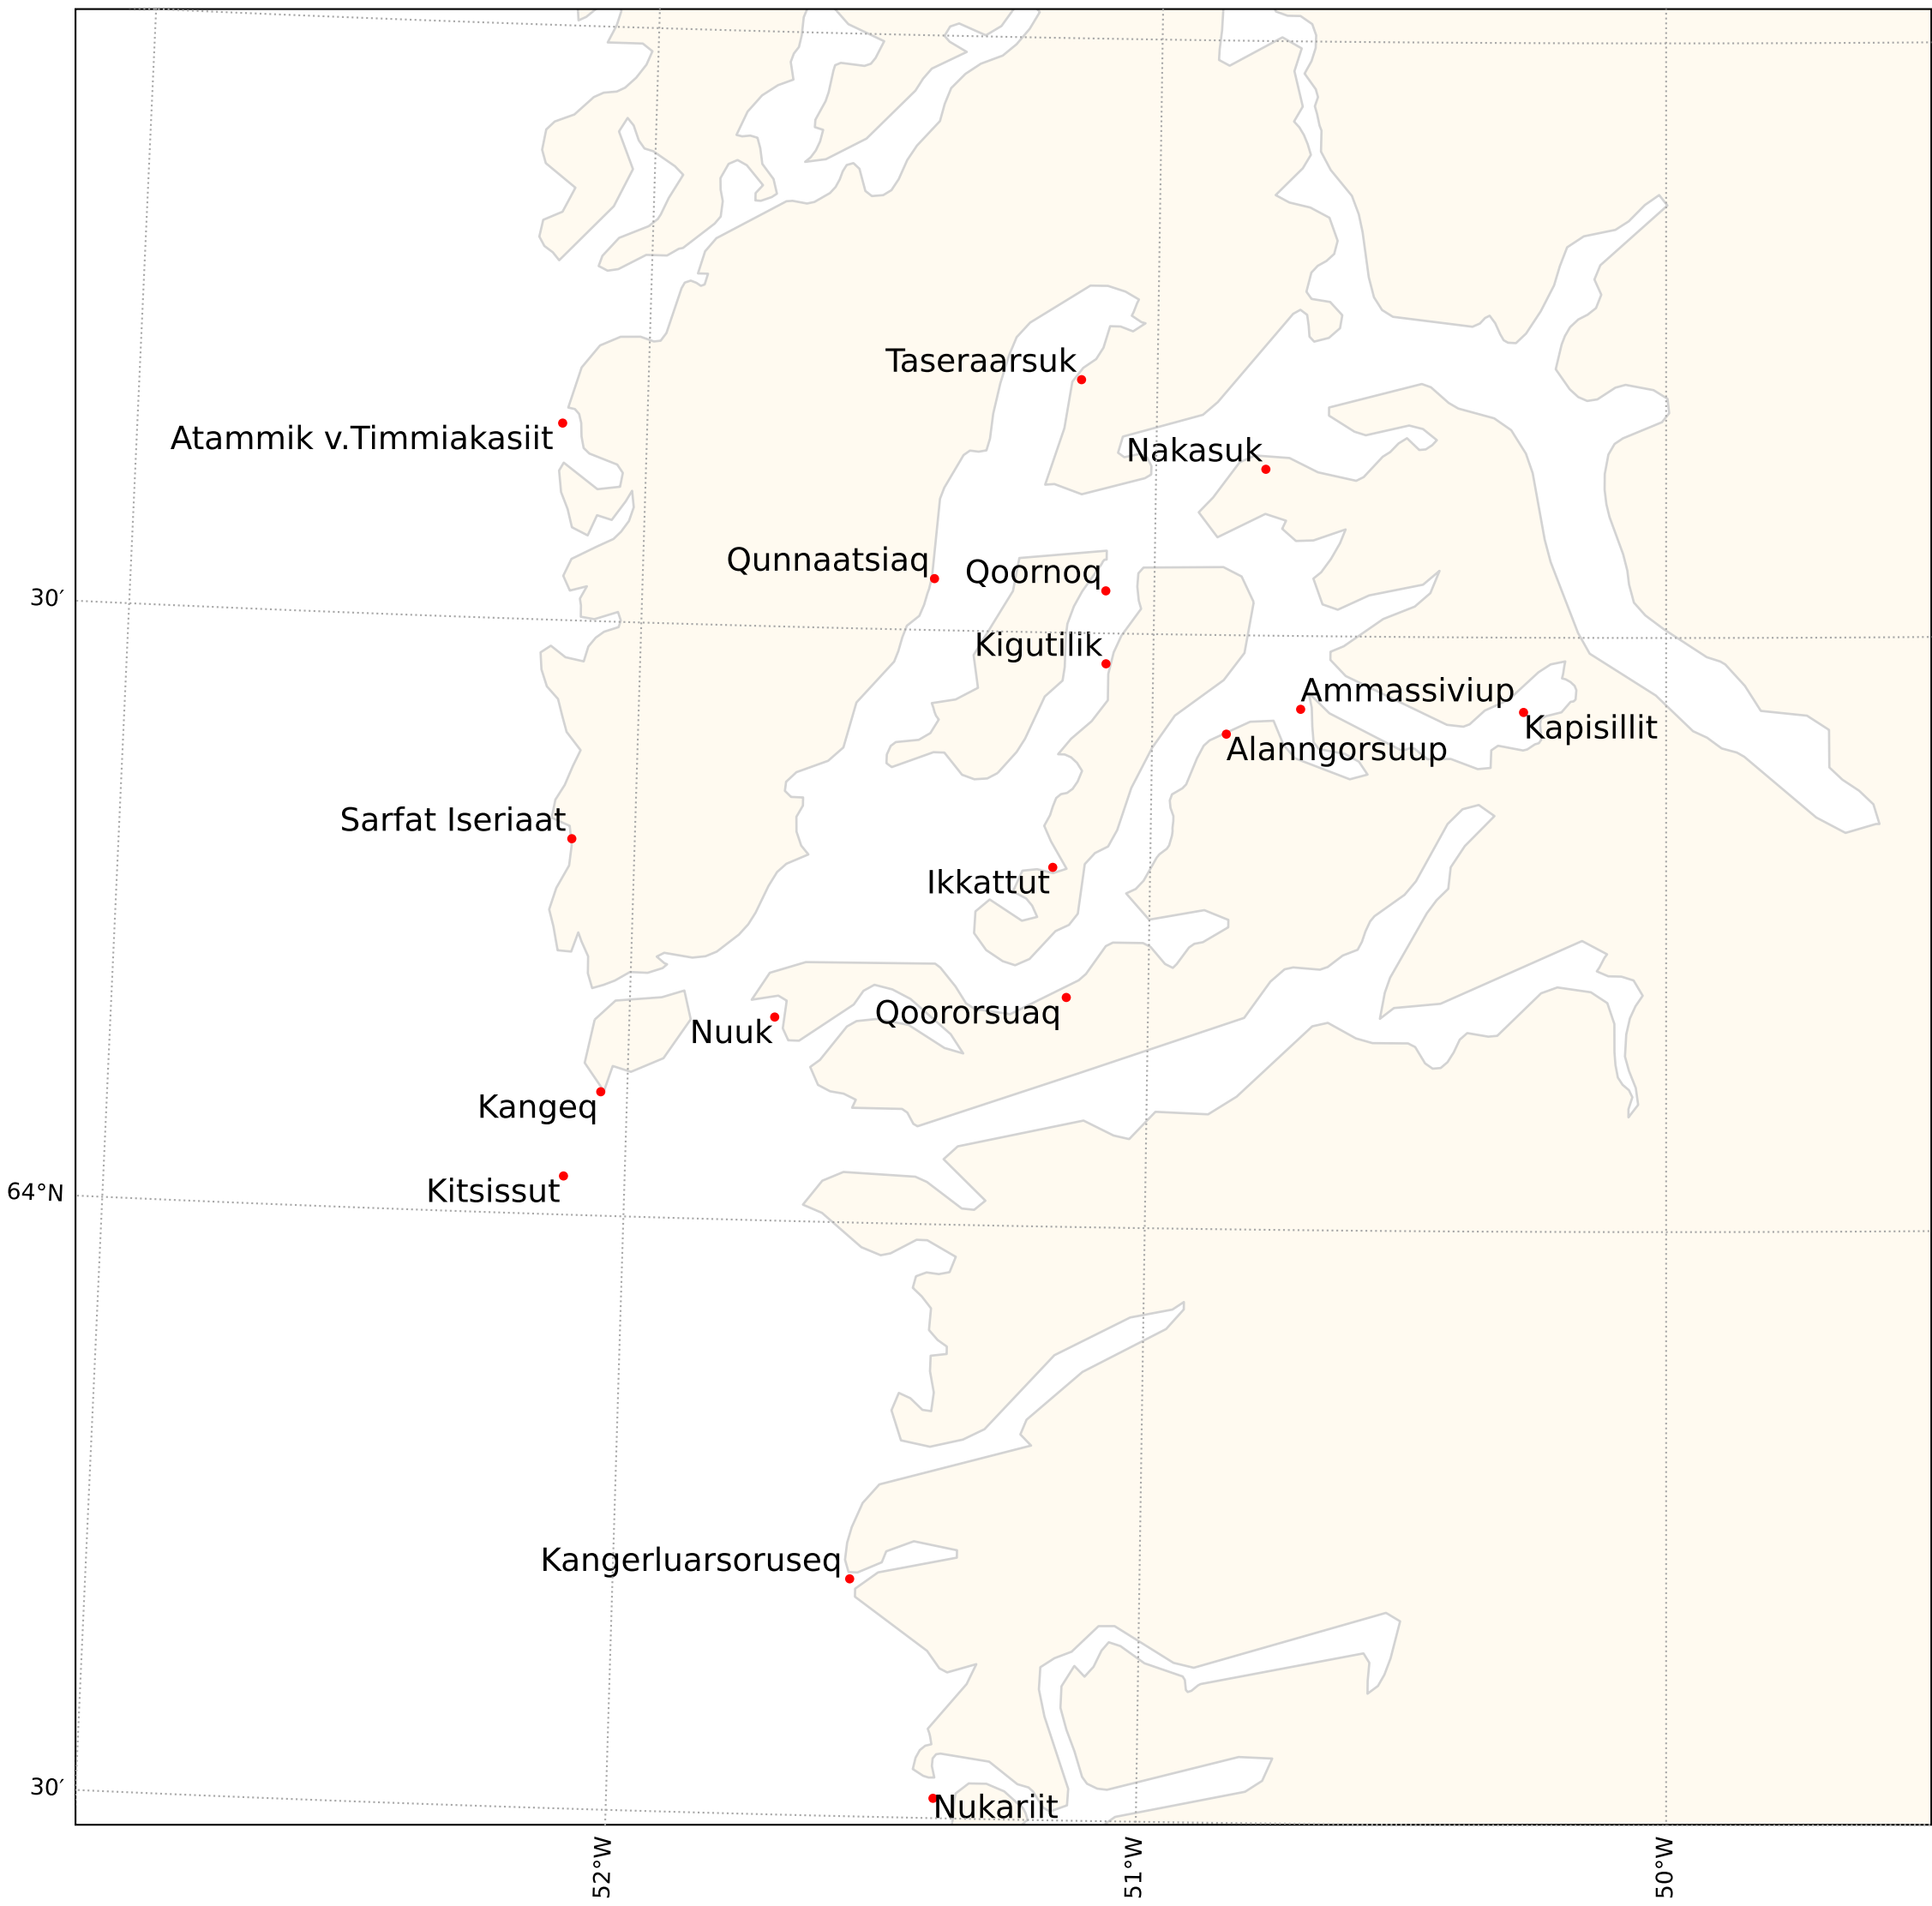 Taseraarsuk
Atammik v.Timmiakasiit
Nakasuk
Qunnaatsiaq
Qoornoq
30′
Kigutilik
Ammassiviup
Kapisillit
Alanngorsuup
Sarfat Iseriaat
Ikkattut
Qoororsuaq
Nuuk
Kangeq
Kitsissut
64°N
Kangerluarsoruseq
30′
Nukariit
52°W
51°W
50°W